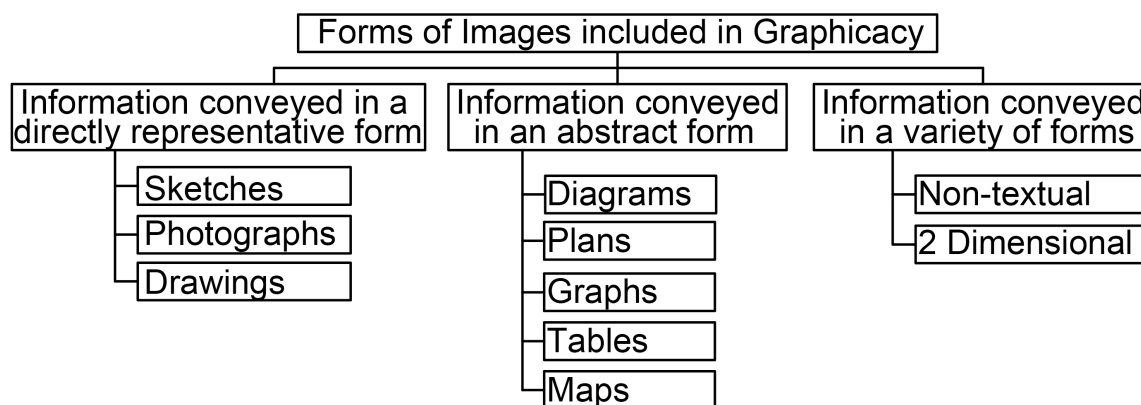 Forms of Images included in Graphicacy
Information conveyed in a
directly representative form
Sketches
Photographs
Drawings
Information conveyed
in an abstract form
Diagrams
Plans
Graphs
Tables
Maps
Information conveyed
in a variety of forms
Non-textual
2 Dimensional